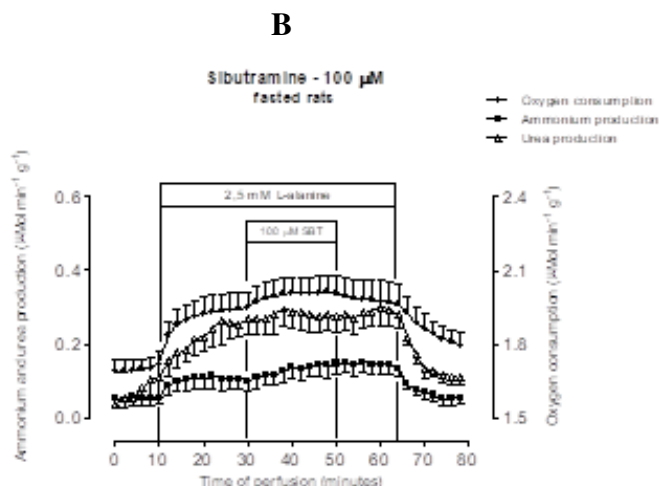 B
Sibutramine - 100 µM
fasted rats
Oxygen consumption
Ammonium production
Urea production
2,5 mM L-alanine
100 µM SBT
Ammonium and urea production (µMol min⁻¹ g⁻¹)
0.6
0.4
0.2
0.0
2.4
2.0
1.8
1.5
Oxygen consumption (µMol min⁻¹ g⁻¹)
0 10 20 30 40 50 60 70 80
Time of perfusion (minutes)